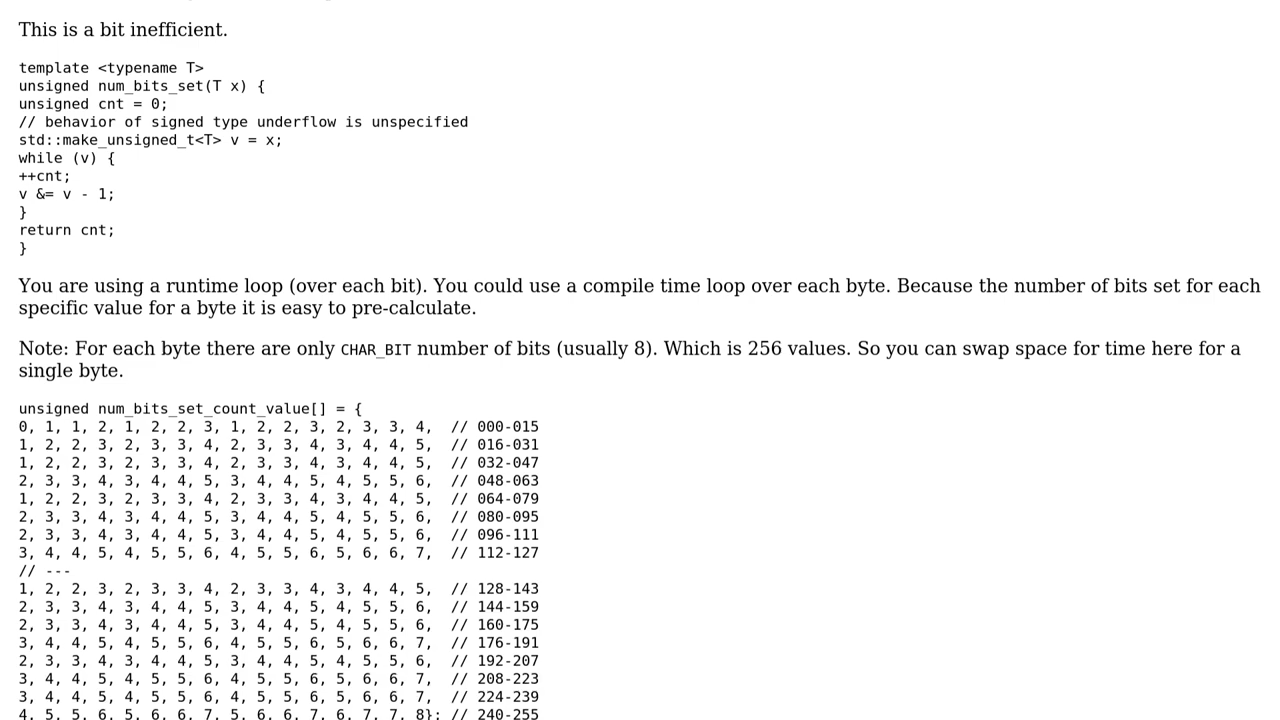 This is a bit inefficient.
template <typename T>
unsigned num_bits_set(T x) {
unsigned cnt = 0;
// behavior of signed type underflow is unspecified
std::make_unsigned_t<T> v = x;
while (v) {
++cnt;
v &= v - 1;
}
return cnt;
}
You are using a runtime loop (over each bit). You could use a compile time loop over each byte. Because the number of bits set for each
specific value for a byte it is easy to pre-calculate.
Note: For each byte there are only CHAR_BIT number of bits (usually 8). Which is 256 values. So you can swap space for time here for a
single byte.
unsigned num_bits_set_count_value[] = {
0, 1, 1, 2, 1, 2, 2, 3, 1, 2, 2, 3, 2, 3, 3, 4,  // 000-015
1, 2, 2, 3, 2, 3, 3, 4, 2, 3, 3, 4, 3, 4, 4, 5,  // 016-031
1, 2, 2, 3, 2, 3, 3, 4, 2, 3, 3, 4, 3, 4, 4, 5,  // 032-047
2, 3, 3, 4, 3, 4, 4, 5, 3, 4, 4, 5, 4, 5, 5, 6,  // 048-063
1, 2, 2, 3, 2, 3, 3, 4, 2, 3, 3, 4, 3, 4, 4, 5,  // 064-079
2, 3, 3, 4, 3, 4, 4, 5, 3, 4, 4, 5, 4, 5, 5, 6,  // 080-095
2, 3, 3, 4, 3, 4, 4, 5, 3, 4, 4, 5, 4, 5, 5, 6,  // 096-111
3, 4, 4, 5, 4, 5, 5, 6, 4, 5, 5, 6, 5, 6, 6, 7,  // 112-127
// ---
1, 2, 2, 3, 2, 3, 3, 4, 2, 3, 3, 4, 3, 4, 4, 5,  // 128-143
2, 3, 3, 4, 3, 4, 4, 5, 3, 4, 4, 5, 4, 5, 5, 6,  // 144-159
2, 3, 3, 4, 3, 4, 4, 5, 3, 4, 4, 5, 4, 5, 5, 6,  // 160-175
3, 4, 4, 5, 4, 5, 5, 6, 4, 5, 5, 6, 5, 6, 6, 7,  // 176-191
2, 3, 3, 4, 3, 4, 4, 5, 3, 4, 4, 5, 4, 5, 5, 6,  // 192-207
3, 4, 4, 5, 4, 5, 5, 6, 4, 5, 5, 6, 5, 6, 6, 7,  // 208-223
3, 4, 4, 5, 4, 5, 5, 6, 4, 5, 5, 6, 5, 6, 6, 7,  // 224-239
4, 5, 5, 6, 5, 6, 6, 7, 5, 6, 6, 7, 6, 7, 7, 8}; // 240-255